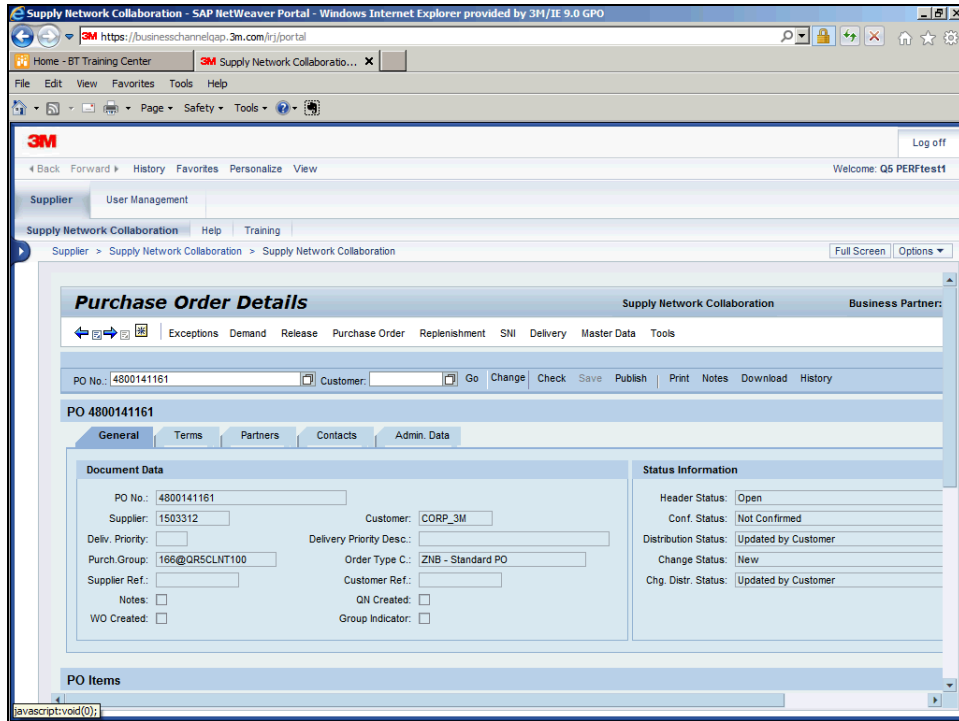 Supply Network Collaboration - SAP NetWeaver Portal - Windows Internet Explorer provided by 3M/IE 9.0 GPO
3M https://businesschannelqap.3m.com/irj/portal
Home - BT Training Center 3M Supply Network Collaboratio... X
File Edit View Favorites Tools Help
Page Safety Tools
3M
Log off
Back Forward History Favorites Personalize View Welcome: Q5 PERFtest1
Supplier User Management
Supply Network Collaboration Help Training
Supplier > Supply Network Collaboration > Supply Network Collaboration Full Screen Options
Purchase Order Details Supply Network Collaboration Business Partner:
Exceptions Demand Release Purchase Order Replenishment SNI Delivery Master Data Tools
PO No.: 4800141161 Customer: Go Change Check Save Publish Print Notes Download History
PO 4800141161
General Terms Partners Contacts Admin. Data
Document Data Status Information
PO No.: 4800141161 Header Status: Open
Supplier: 1503312 Customer: CORP_3M Conf. Status: Not Confirmed
Deliv. Priority: Delivery Priority Desc.: Distribution Status: Updated by Customer
Purch.Group: 166@QR5CLNT100 Order Type C.: ZNB - Standard PO Change Status: New
Supplier Ref.: Customer Ref.: Chg. Distr. Status: Updated by Customer
Notes: QN Created:
WO Created: Group Indicator:
PO Items
javascript:void(0);